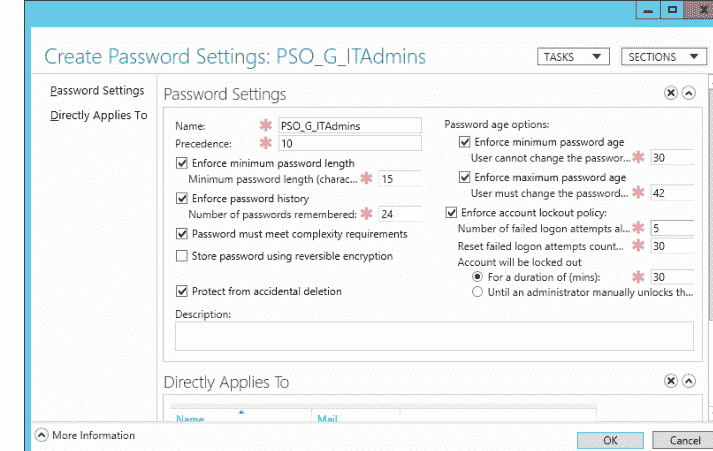 Create Password Settings: PSO_G_ITAdmins
TASKS
SECTIONS
Password Settings
Directly Applies To
Password Settings
Name: * PSO_G_ITAdmins
Precedence: * 10
Enforce minimum password length
Minimum password length (charac... * 15
Enforce password history
Number of passwords remembered: * 24
Password must meet complexity requirements
Store password using reversible encryption
Protect from accidental deletion
Password age options:
Enforce minimum password age
User cannot change the passwor... * 30
Enforce maximum password age
User must change the password... * 42
Enforce account lockout policy:
Number of failed logon attempts al... * 5
Reset failed logon attempts count... * 30
Account will be locked out
For a duration of (mins): * 30
Until an administrator manually unlocks th...
Description:
Directly Applies To
Name Mail
More Information
OK Cancel